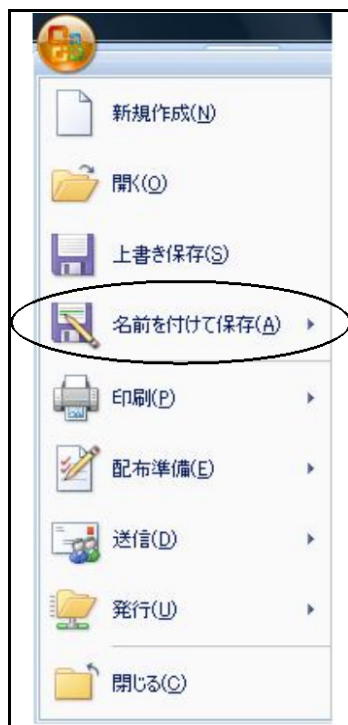 新規作成(N)
開く(O)
上書き保存(S)
名前を付けて保存(A)
印刷(P)
配布準備(E)
送信(D)
発行(U)
閉じる(C)